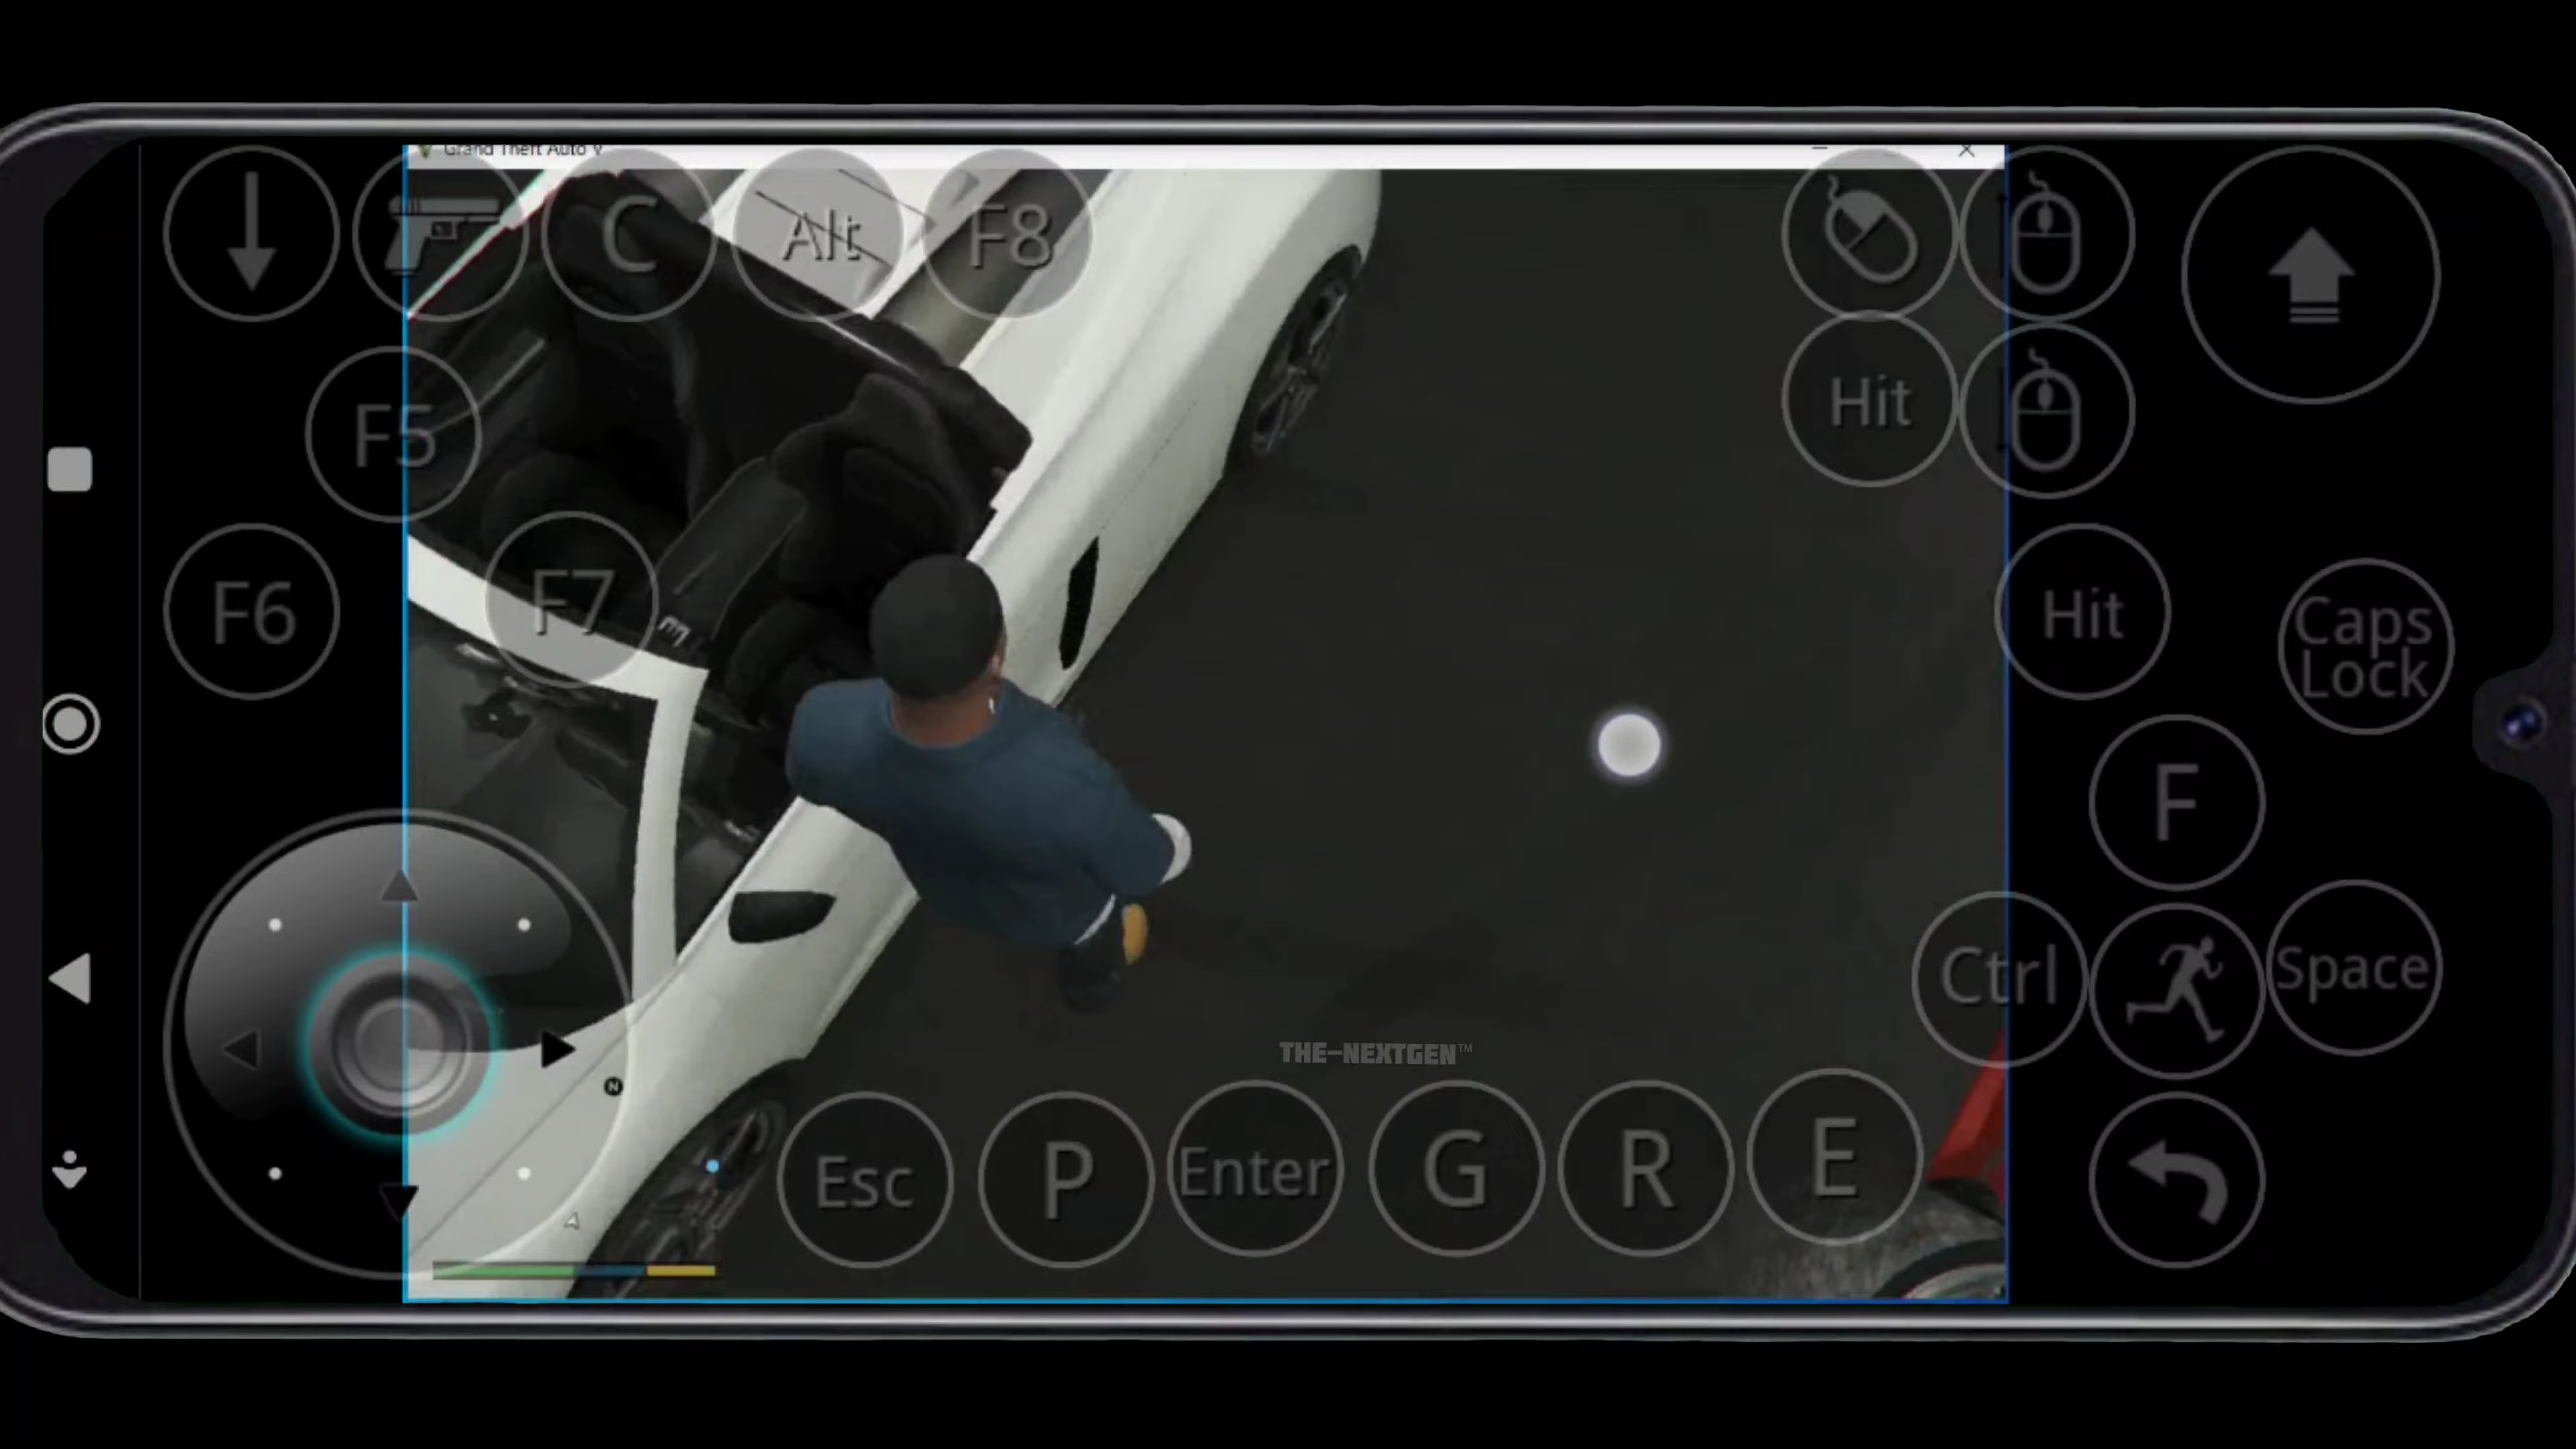 Grand Theft Auto V
C
Alt
F8
F5
Hit
F6
F7
Hit
Caps
Lock
F
Ctrl
Space
THE-NEXTGEN™
N
Esc
P
Enter
G
R
E